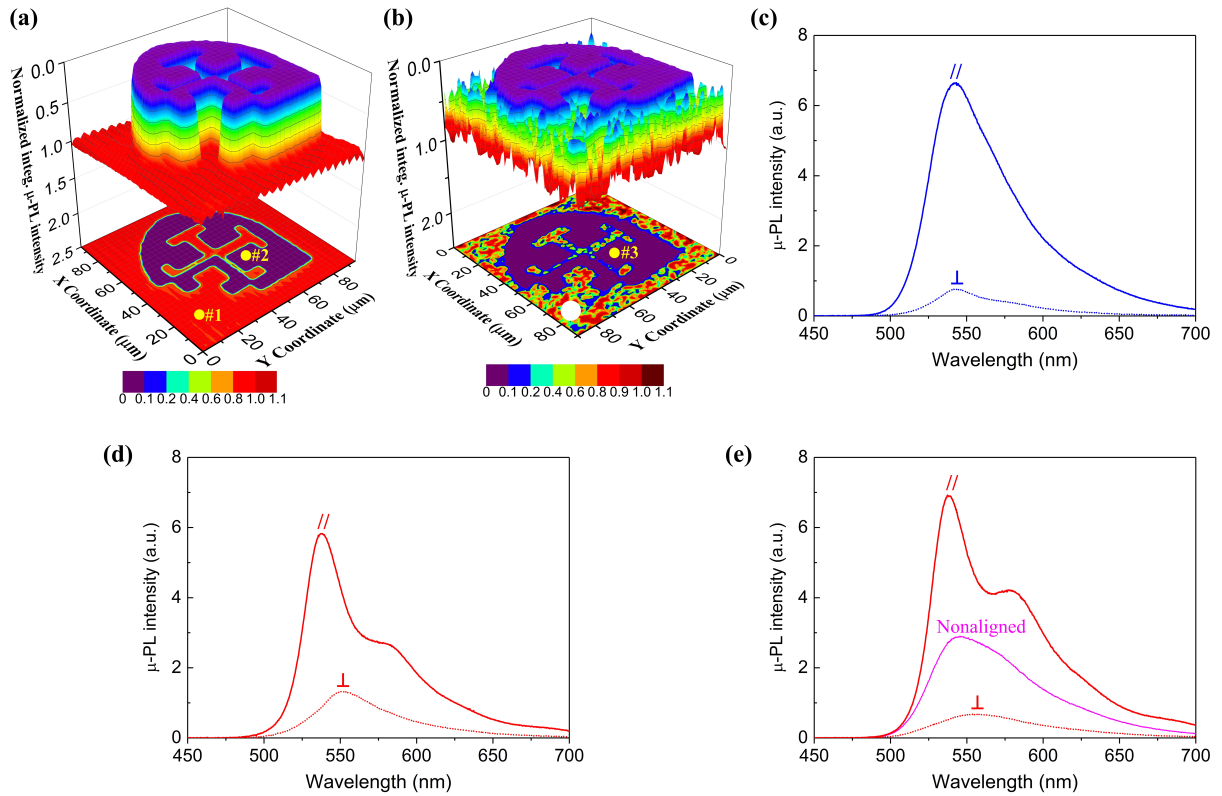 (a)
Normalized integ. μ-PL intensity
0.0
0.5
1.0
1.5
2.0
2.5
80
60
40
20
0
X Coordinate (μm)
0
20
40
60
80
Y Coordinate (μm)
#1
#2
0 0.1 0.2 0.4 0.6 0.8 1.0 1.1
(b)
Normalized integ. μ-PL intensity
0.0
1.0
2.0
0
20
40
60
80
X Coordinate (μm)
0
20
40
60
80
Y Coordinate (μm)
#3
0 0.1 0.2 0.4 0.6 0.8 0.9 1.0 1.1
(c)
μ-PL intensity (a.u.)
8
6
4
2
0
//
⊥
450 500 550 600 650 700
Wavelength (nm)
(d)
μ-PL intensity (a.u.)
8
6
4
2
0
//
⊥
450 500 550 600 650 700
Wavelength (nm)
(e)
μ-PL intensity (a.u.)
8
6
4
2
0
//
Nonaligned
⊥
450 500 550 600 650 700
Wavelength (nm)